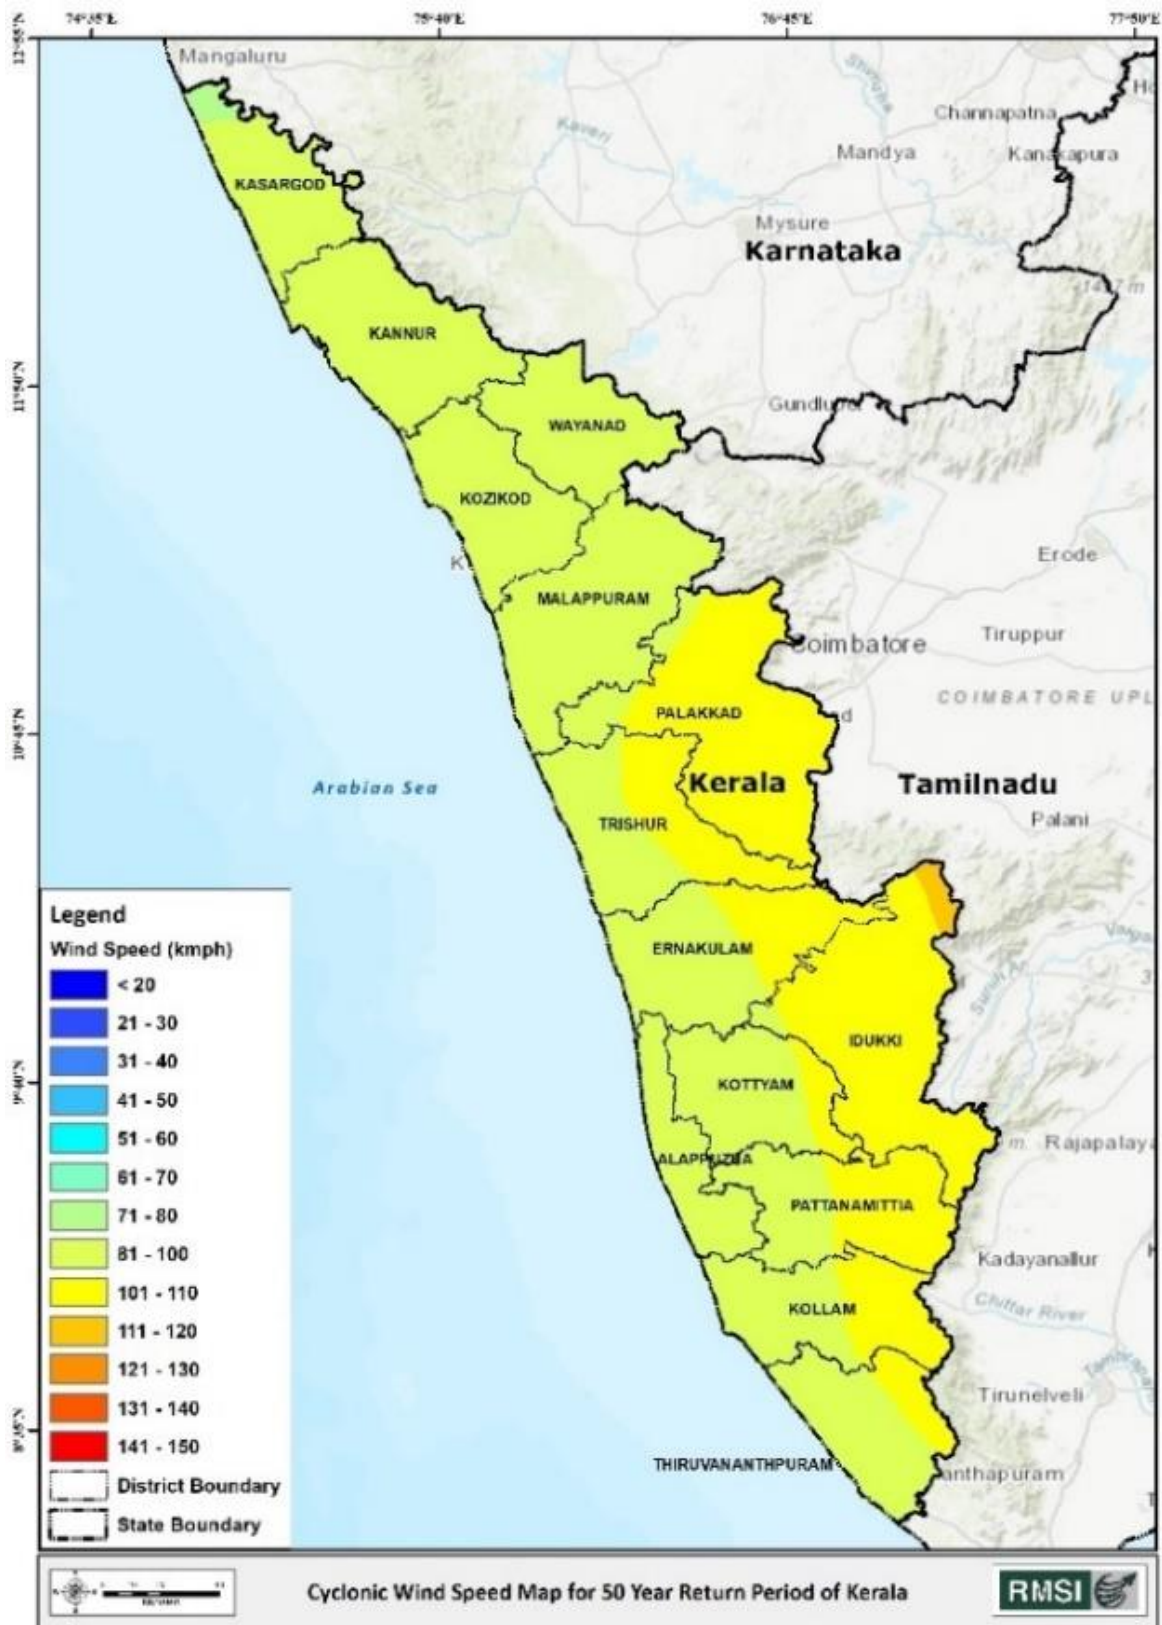 74°35'E 75°40'E 76°45'E 77°50'E
12°55'N
Mangaluru
Channapatna
Kaveri
Mandya
Kanakapura
KASARGOD
Mysure
Karnataka
KANNUR
11°50'N
Gundlupet
WAYANAD
KOZIKOD
K
Erode
MALAPPURAM
Coimbatore
Tiruppur
COIMBATORE UPL
PALAKKAD
d
10°45'N
Arabian Sea
Kerala
Tamilnadu
TRISHUR
Palani
ERNAKULAM
IDUKKI
KOTTYAM
9°40'N
m.
Rajapalaya
ALAPPUZHA
PATTANAMITTIA
Kadayanallur
KOLLAM
Chittar River
Tirunelveli
8°35'N
THIRUVANANTHPURAM
anthapuram
Legend
Wind Speed (kmph)
< 20
21 - 30
31 - 40
41 - 50
51 - 60
61 - 70
71 - 80
81 - 100
101 - 110
111 - 120
121 - 130
131 - 140
141 - 150
District Boundary
State Boundary
Cyclonic Wind Speed Map for 50 Year Return Period of Kerala
RMSI